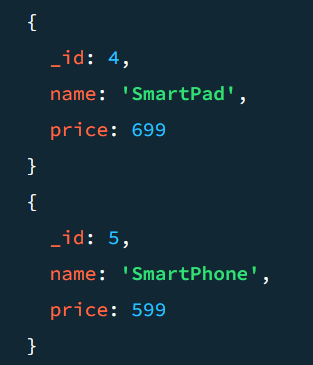 {
  _id: 4,
  name: 'SmartPad',
  price: 699
}
{
  _id: 5,
  name: 'SmartPhone',
  price: 599
}